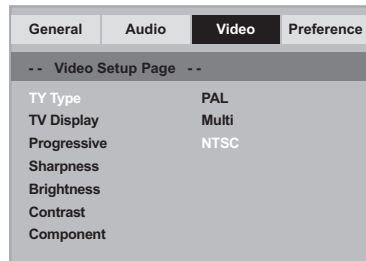 General Audio Video Preference
- - Video Setup Page - -
TY Type PAL
TV Display Multi
Progressive NTSC
Sharpness
Brightness
Contrast
Component